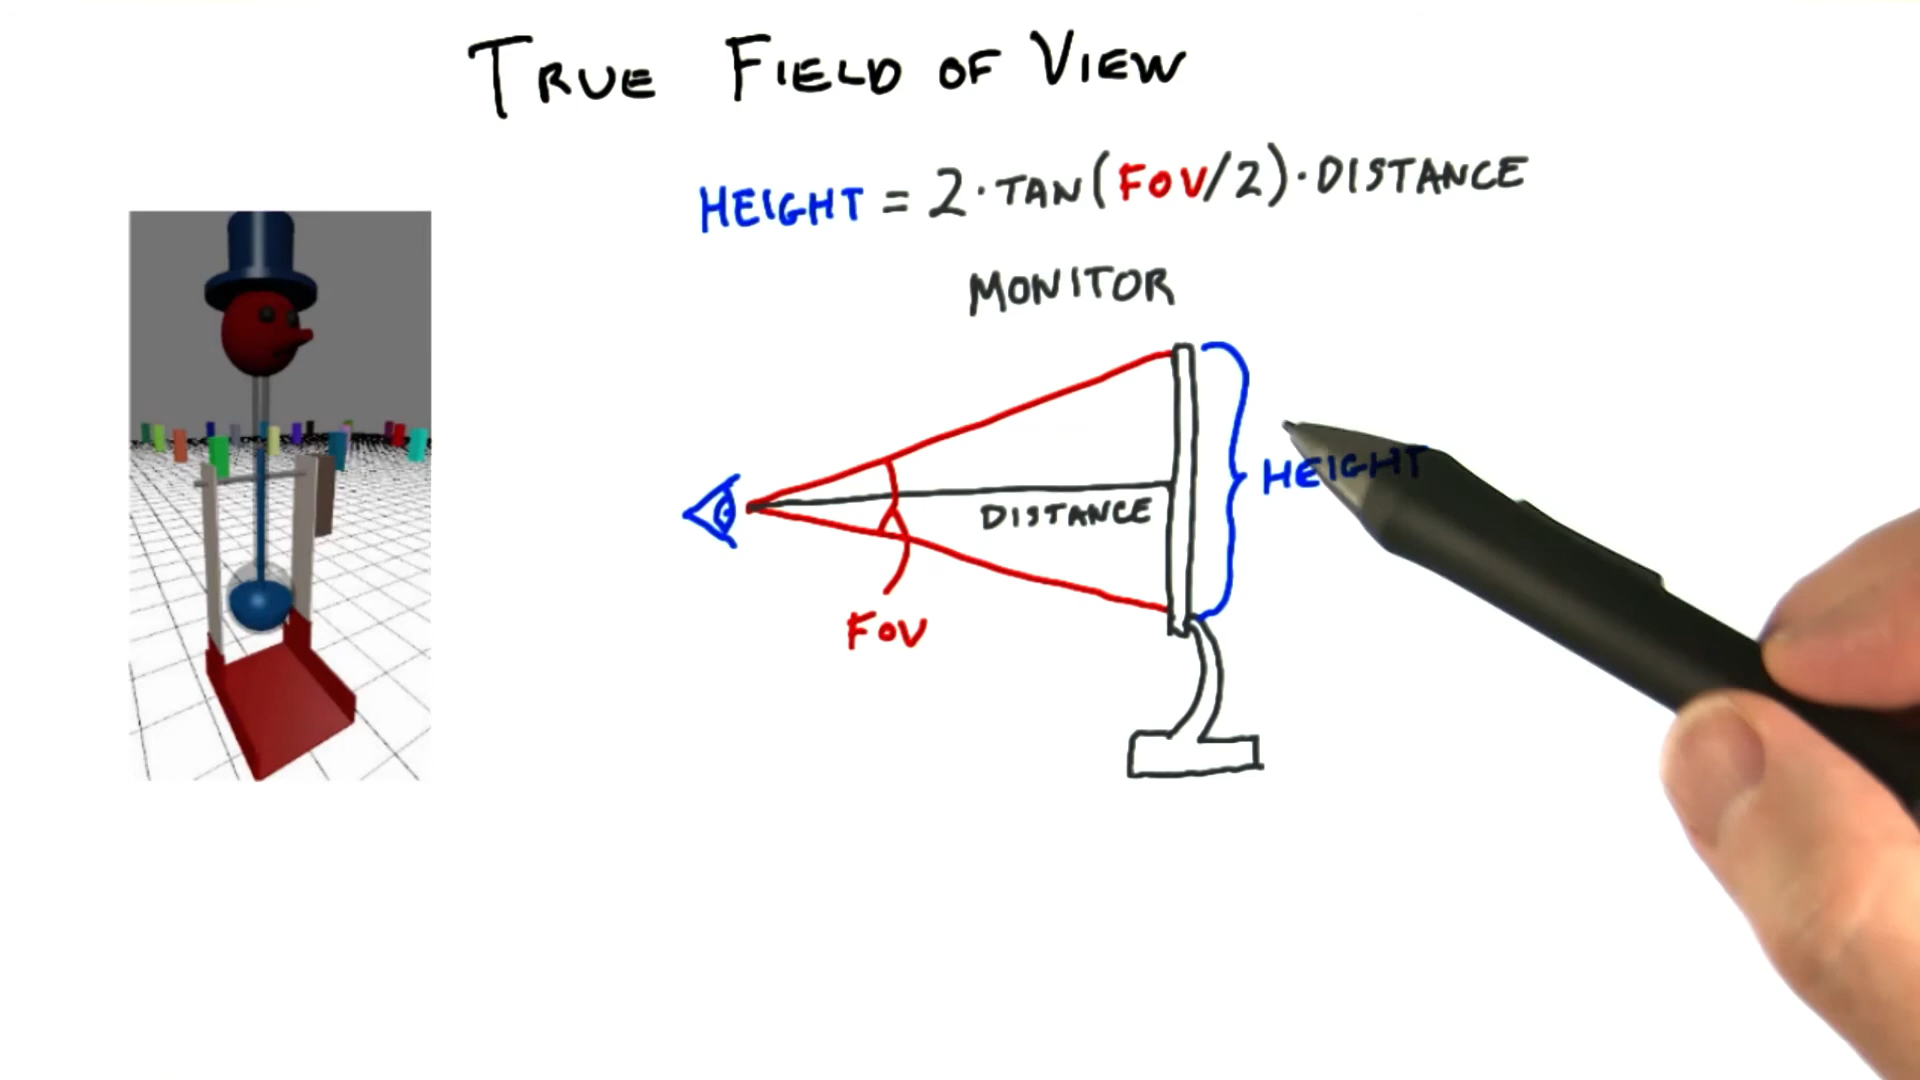 TRUE FIELD OF VIEW
HEIGHT = 2·TAN(FOV/2)·DISTANCE
MONITOR
HEIGHT
DISTANCE
FOV